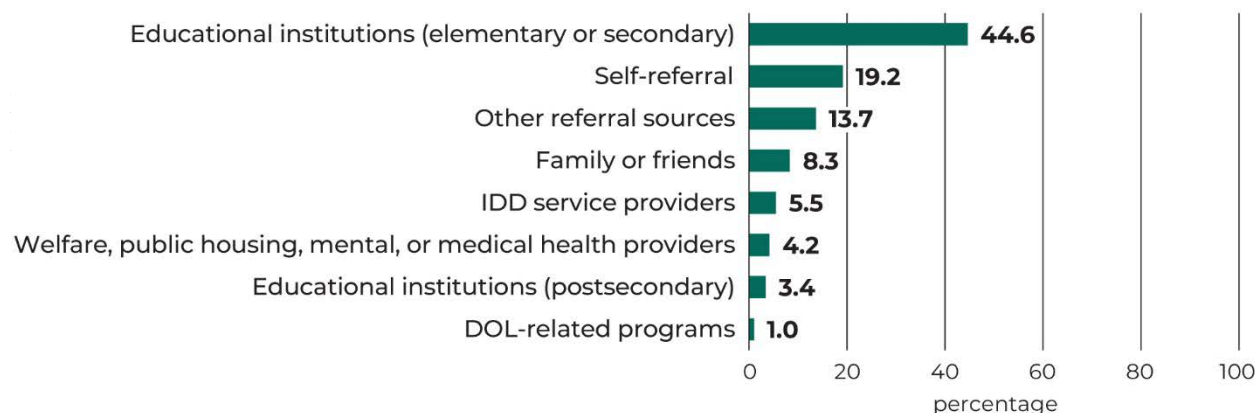 Educational institutions (elementary or secondary) 44.6
Self-referral 19.2
Other referral sources 13.7
Family or friends 8.3
IDD service providers 5.5
Welfare, public housing, mental, or medical health providers 4.2
Educational institutions (postsecondary) 3.4
DOL-related programs 1.0
0 20 40 60 80 100
percentage